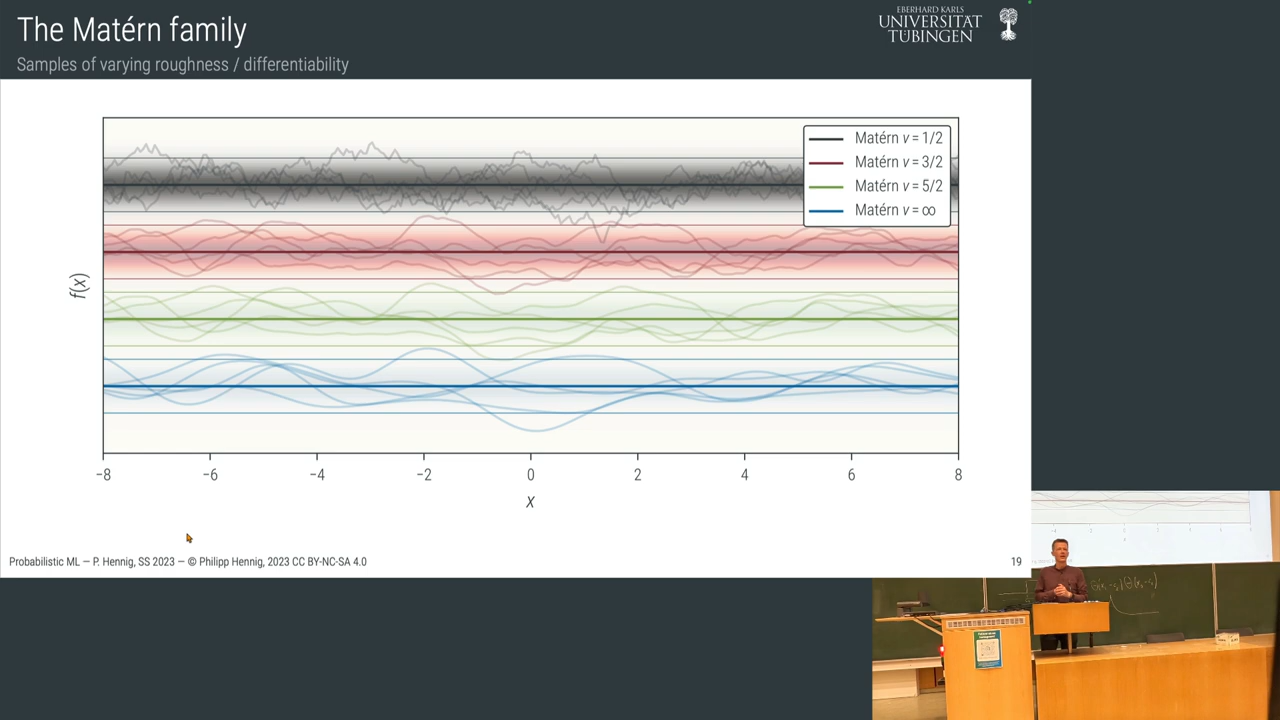 The Matérn family
Samples of varying roughness / differentiability
EBERHARD KARLS
UNIVERSITÄT
TÜBINGEN
Matérn ν = 1/2
Matérn ν = 3/2
Matérn ν = 5/2
Matérn ν = ∞
f(x)
−8 −6 −4 −2 0 2 4 6 8
x
Probabilistic ML — P. Hennig, SS 2023 — © Philipp Hennig, 2023 CC BY-NC-SA 4.0
19